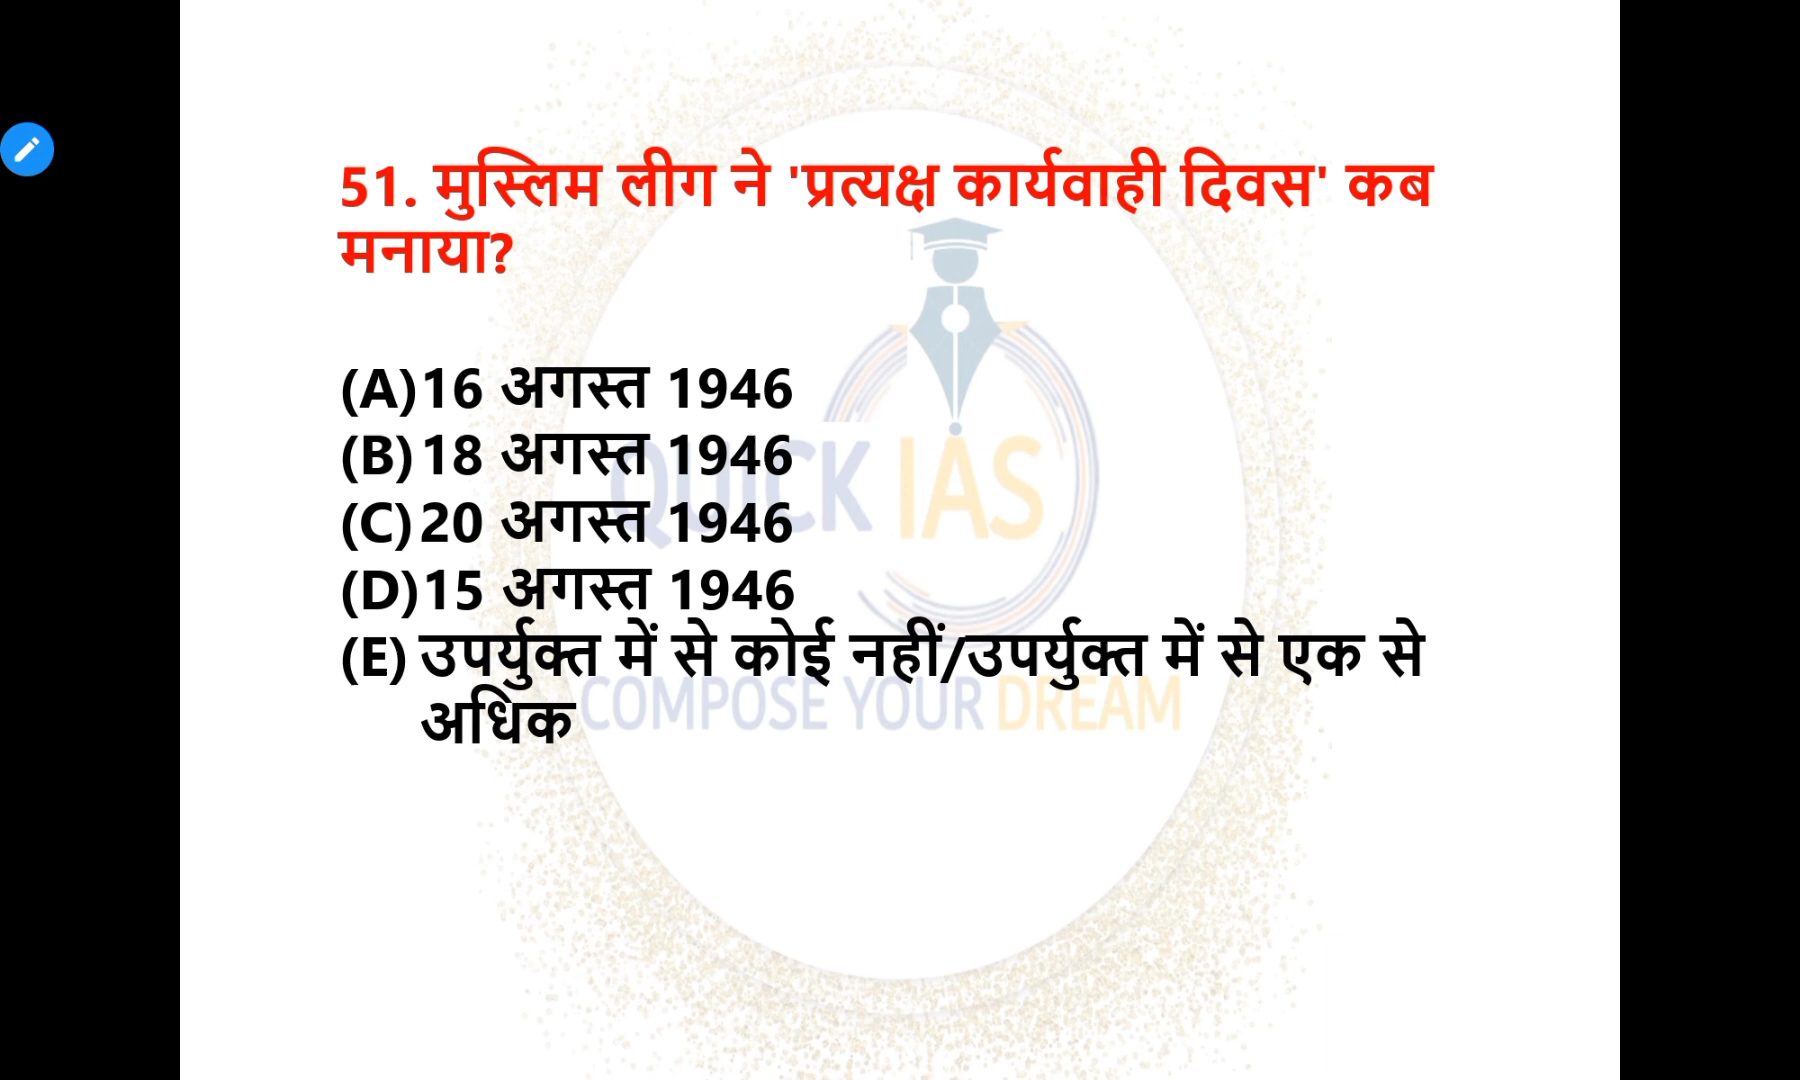 51. मुस्लिम लीग ने 'प्रत्यक्ष कार्यवाही दिवस' कब
मनाया?
(A) 16 अगस्त 1946
(B) 18 अगस्त 1946
(C) 20 अगस्त 1946
(D) 15 अगस्त 1946
(E) उपर्युक्त में से कोई नहीं/उपर्युक्त में से एक से
अधिक
QUICK IAS
COMPOSE YOUR DREAM